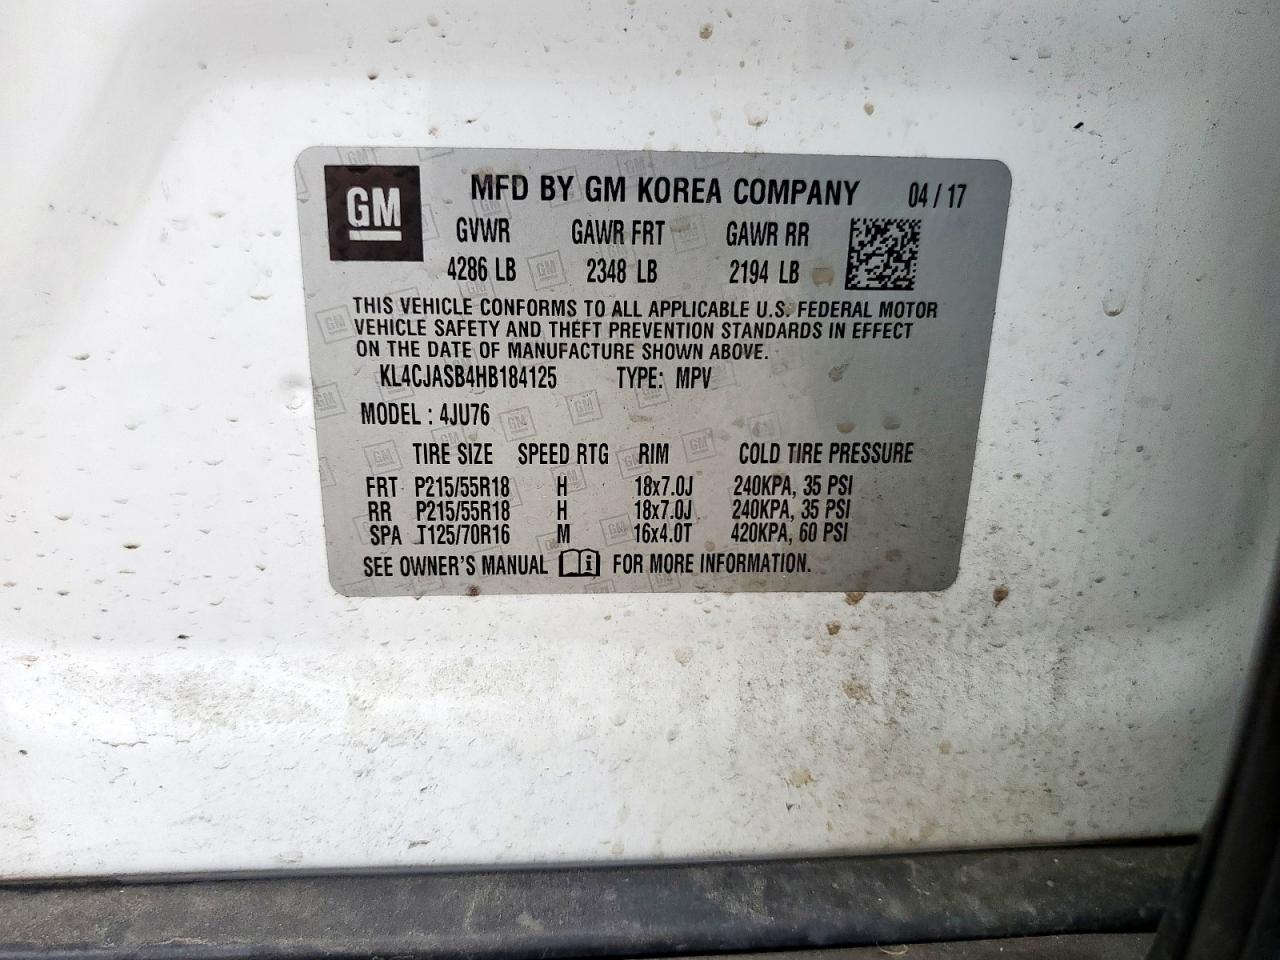 GM
MFD BY GM KOREA COMPANY 04 / 17
GVWR GAWR FRT GAWR RR
4286 LB 2348 LB 2194 LB
THIS VEHICLE CONFORMS TO ALL APPLICABLE U.S. FEDERAL MOTOR
VEHICLE SAFETY AND THEFT PREVENTION STANDARDS IN EFFECT
ON THE DATE OF MANUFACTURE SHOWN ABOVE.
KL4CJASB4HB184125 TYPE: MPV
MODEL : 4JU76
TIRE SIZE SPEED RTG RIM COLD TIRE PRESSURE
FRT P215/55R18 H 18x7.0J 240KPA, 35 PSI
RR P215/55R18 H 18x7.0J 240KPA, 35 PSI
SPA T125/70R16 M 16x4.0T 420KPA, 60 PSI
SEE OWNER'S MANUAL FOR MORE INFORMATION.